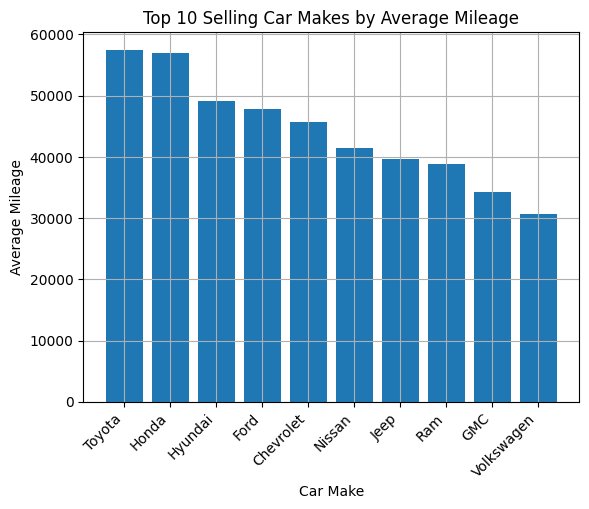 Top 10 Selling Car Makes by Average Mileage
60000
50000
40000
30000
20000
10000
0
Average Mileage
Toyota
Honda
Hyundai
Ford
Chevrolet
Nissan
Jeep
Ram
GMC
Volkswagen
Car Make